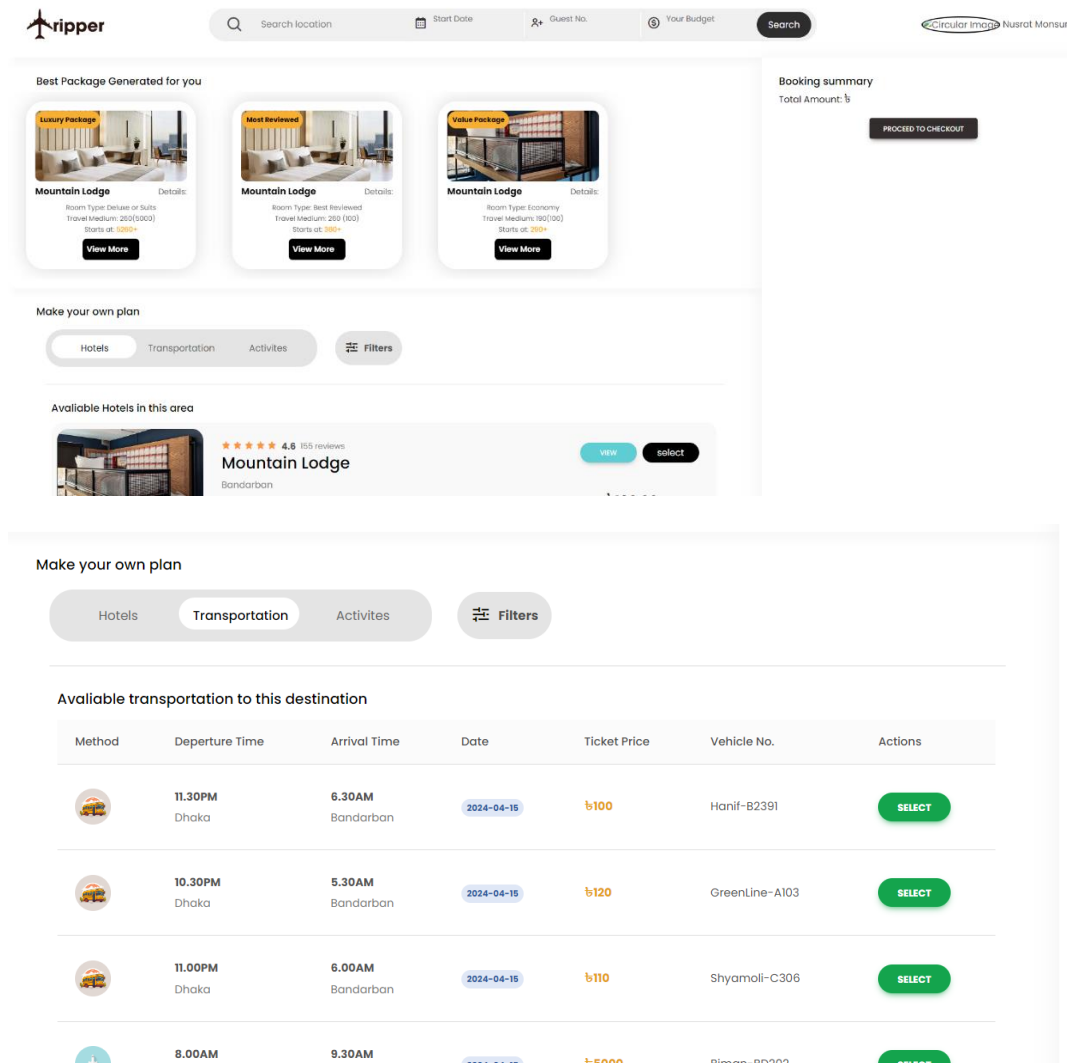 ripper
Search location
Start Date
Guest No.
Your Budget
Search
Circular Image Nusrat Monsur
Best Package Generated for you
Luxury Package
Mountain Lodge Details:
Room Type: Deluxe or Suits
Travel Medium: 260(5000)
Starts at: 5260+
View More
Most Reviewed
Mountain Lodge Details:
Room Type: Best Reviewed
Travel Medium: 260 (100)
Starts at: 360+
View More
Value Package
Mountain Lodge Details:
Room Type: Economy
Travel Medium: 190(100)
Starts at: 290+
View More
Booking summary
Total Amount: ৳
PROCEED TO CHECKOUT
Make your own plan
Hotels Transportation Activites Filters
Avaliable Hotels in this area
4.6 155 reviews
Mountain Lodge
Bandarban
VIEW select
Make your own plan
Hotels Transportation Activites Filters
Avaliable transportation to this destination
Method Deperture Time Arrival Time Date Ticket Price Vehicle No. Actions
11.30PM 6.30AM
Dhaka Bandarban
2024-04-15 ৳100 Hanif-B2391 SELECT
10.30PM 5.30AM
Dhaka Bandarban
2024-04-15 ৳120 GreenLine-A103 SELECT
11.00PM 6.00AM
Dhaka Bandarban
2024-04-15 ৳110 Shyamoli-C306 SELECT
8.00AM 9.30AM